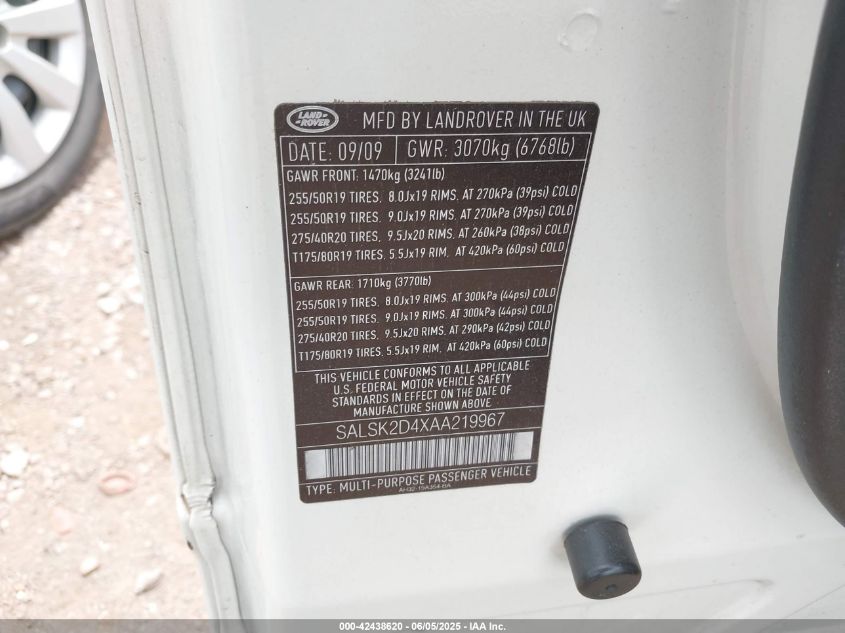 LAND ROVER
MFD BY LANDROVER IN THE UK
DATE: 09/09 GWR: 3070kg (6768lb)
GAWR FRONT: 1470kg (3241lb)
255/50R19 TIRES, 8.0Jx19 RIMS, AT 270kPa (39psi) COLD
255/50R19 TIRES, 9.0Jx19 RIMS, AT 270kPa (39psi) COLD
275/40R20 TIRES, 9.5Jx20 RIMS, AT 260kPa (38psi) COLD
T175/80R19 TIRES, 5.5Jx19 RIM, AT 420kPa (60psi) COLD
GAWR REAR: 1710kg (3770lb)
255/50R19 TIRES, 8.0Jx19 RIMS, AT 300kPa (44psi) COLD
255/50R19 TIRES, 9.0Jx19 RIMS, AT 300kPa (44psi) COLD
275/40R20 TIRES, 9.5Jx20 RIMS, AT 290kPa (42psi) COLD
T175/80R19 TIRES, 5.5Jx19 RIM, AT 420kPa (60psi) COLD
THIS VEHICLE CONFORMS TO ALL APPLICABLE
U.S. FEDERAL MOTOR VEHICLE SAFETY
STANDARDS IN EFFECT ON THE DATE OF
MANUFACTURE SHOWN ABOVE.
SALSK2D4XAA219967
TYPE: MULTI-PURPOSE PASSENGER VEHICLE
AH32-15A354-BA
000-42438620 - 06/05/2025 - IAA Inc.